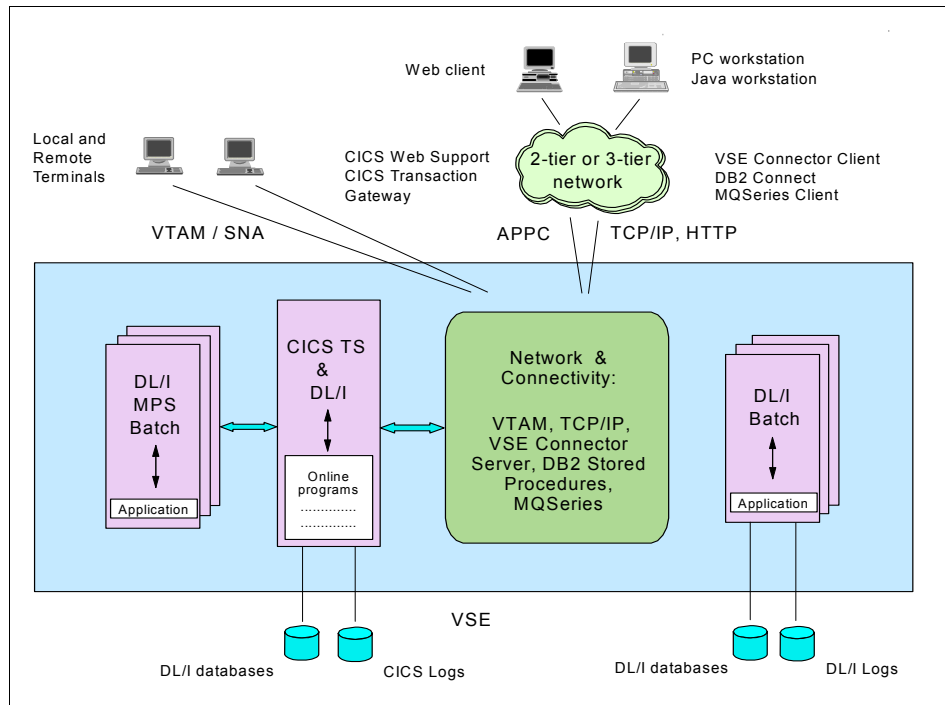 Web client
PC workstation
Java workstation
Local and
Remote
Terminals
CICS Web Support
CICS Transaction
Gateway
2-tier or 3-tier
network
VSE Connector Client
DB2 Connect
MQSeries Client
VTAM / SNA
APPC
TCP/IP, HTTP
DL/I
MPS
Batch
Application
CICS TS
&
DL/I
Online
programs
..............
..............
Network &
Connectivity:
VTAM, TCP/IP,
VSE Connector
Server, DB2 Stored
Procedures,
MQSeries
DL/I
Batch
Application
VSE
DL/I databases
CICS Logs
DL/I databases
DL/I Logs